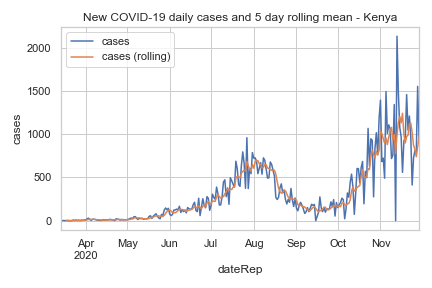 New COVID-19 daily cases and 5 day rolling mean - Kenya
cases
cases (rolling)
2000
1500
1000
500
0
cases
Apr May Jun Jul Aug Sep Oct Nov
2020
dateRep